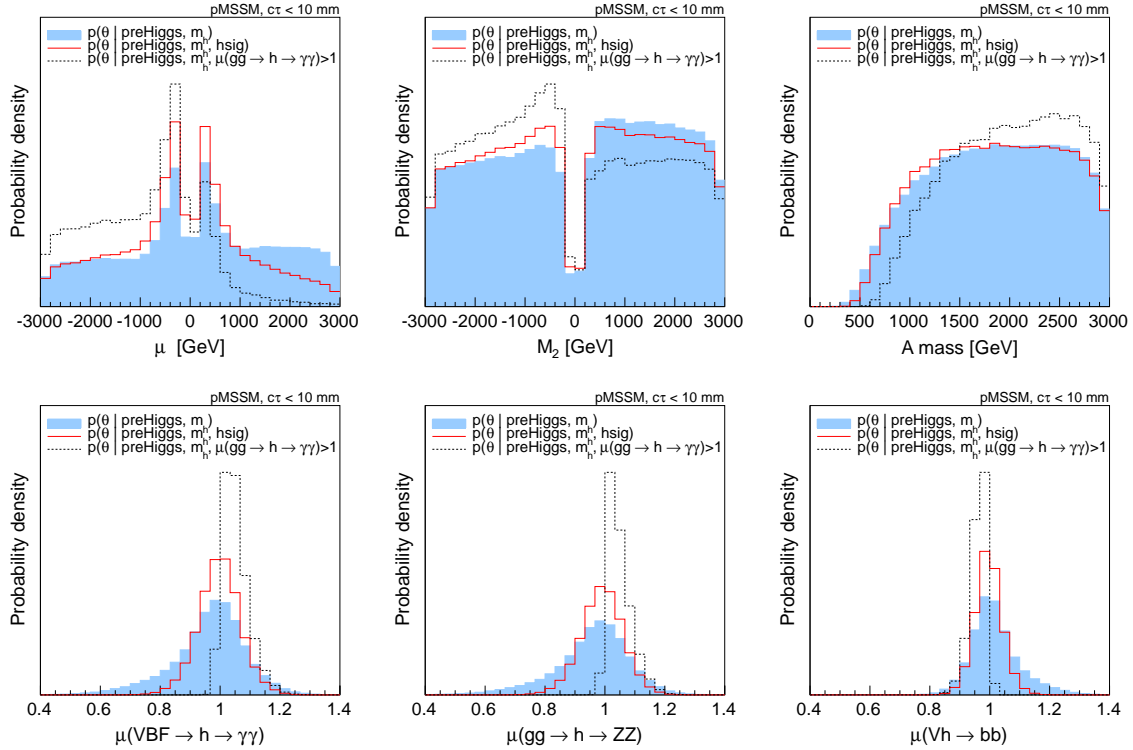 pMSSM, cτ < 10 mm
p(θ | preHiggs, m_h)
p(θ | preHiggs, m_h, hsig)
p(θ | preHiggs, m_h, μ(gg → h → γγ)>1
Probability density
-3000 -2000 -1000 0 1000 2000 3000
μ [GeV]
pMSSM, cτ < 10 mm
p(θ | preHiggs, m_h)
p(θ | preHiggs, m_h, hsig)
p(θ | preHiggs, m_h, μ(gg → h → γγ)>1
Probability density
-3000 -2000 -1000 0 1000 2000 3000
M₂ [GeV]
pMSSM, cτ < 10 mm
p(θ | preHiggs, m_h)
p(θ | preHiggs, m_h, hsig)
p(θ | preHiggs, m_h, μ(gg → h → γγ)>1
Probability density
0 500 1000 1500 2000 2500 3000
A mass [GeV]
pMSSM, cτ < 10 mm
p(θ | preHiggs, m_h)
p(θ | preHiggs, m_h, hsig)
p(θ | preHiggs, m_h, μ(gg → h → γγ)>1
Probability density
0.4 0.6 0.8 1 1.2 1.4
μ(VBF → h → γγ)
pMSSM, cτ < 10 mm
p(θ | preHiggs, m_h)
p(θ | preHiggs, m_h, hsig)
p(θ | preHiggs, m_h, μ(gg → h → γγ)>1
Probability density
0.4 0.6 0.8 1 1.2 1.4
μ(gg → h → ZZ)
pMSSM, cτ < 10 mm
p(θ | preHiggs, m_h)
p(θ | preHiggs, m_h, hsig)
p(θ | preHiggs, m_h, μ(gg → h → γγ)>1
Probability density
0.4 0.6 0.8 1 1.2 1.4
μ(Vh → bb)